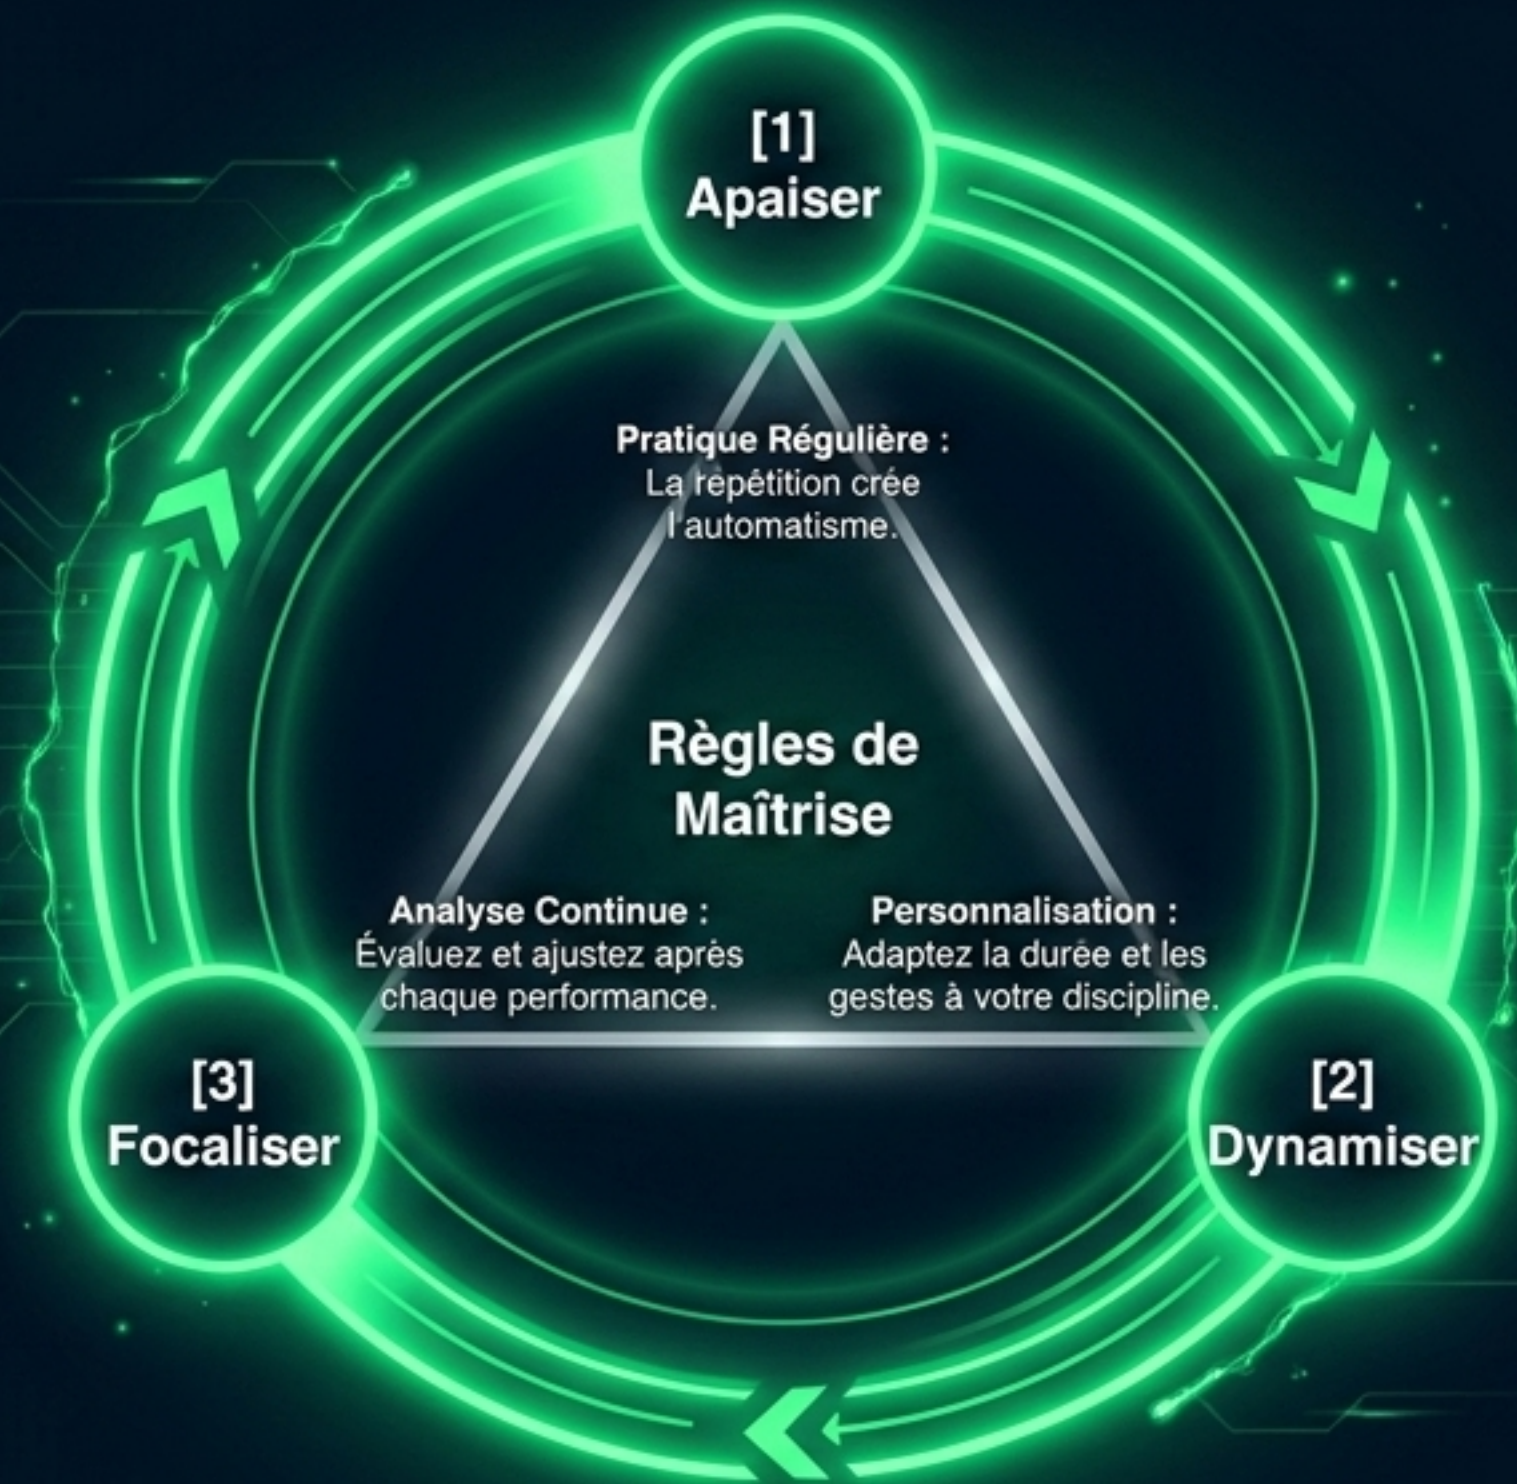 [1]
Apaiser
Pratique Régulière :
La répétition crée
l'automatisme.
Règles de
Maîtrise
Analyse Continue :
Évaluez et ajustez après
chaque performance.
Personnalisation :
Adaptez la durée et les
gestes à votre discipline.
[3]
Focaliser
[2]
Dynamiser